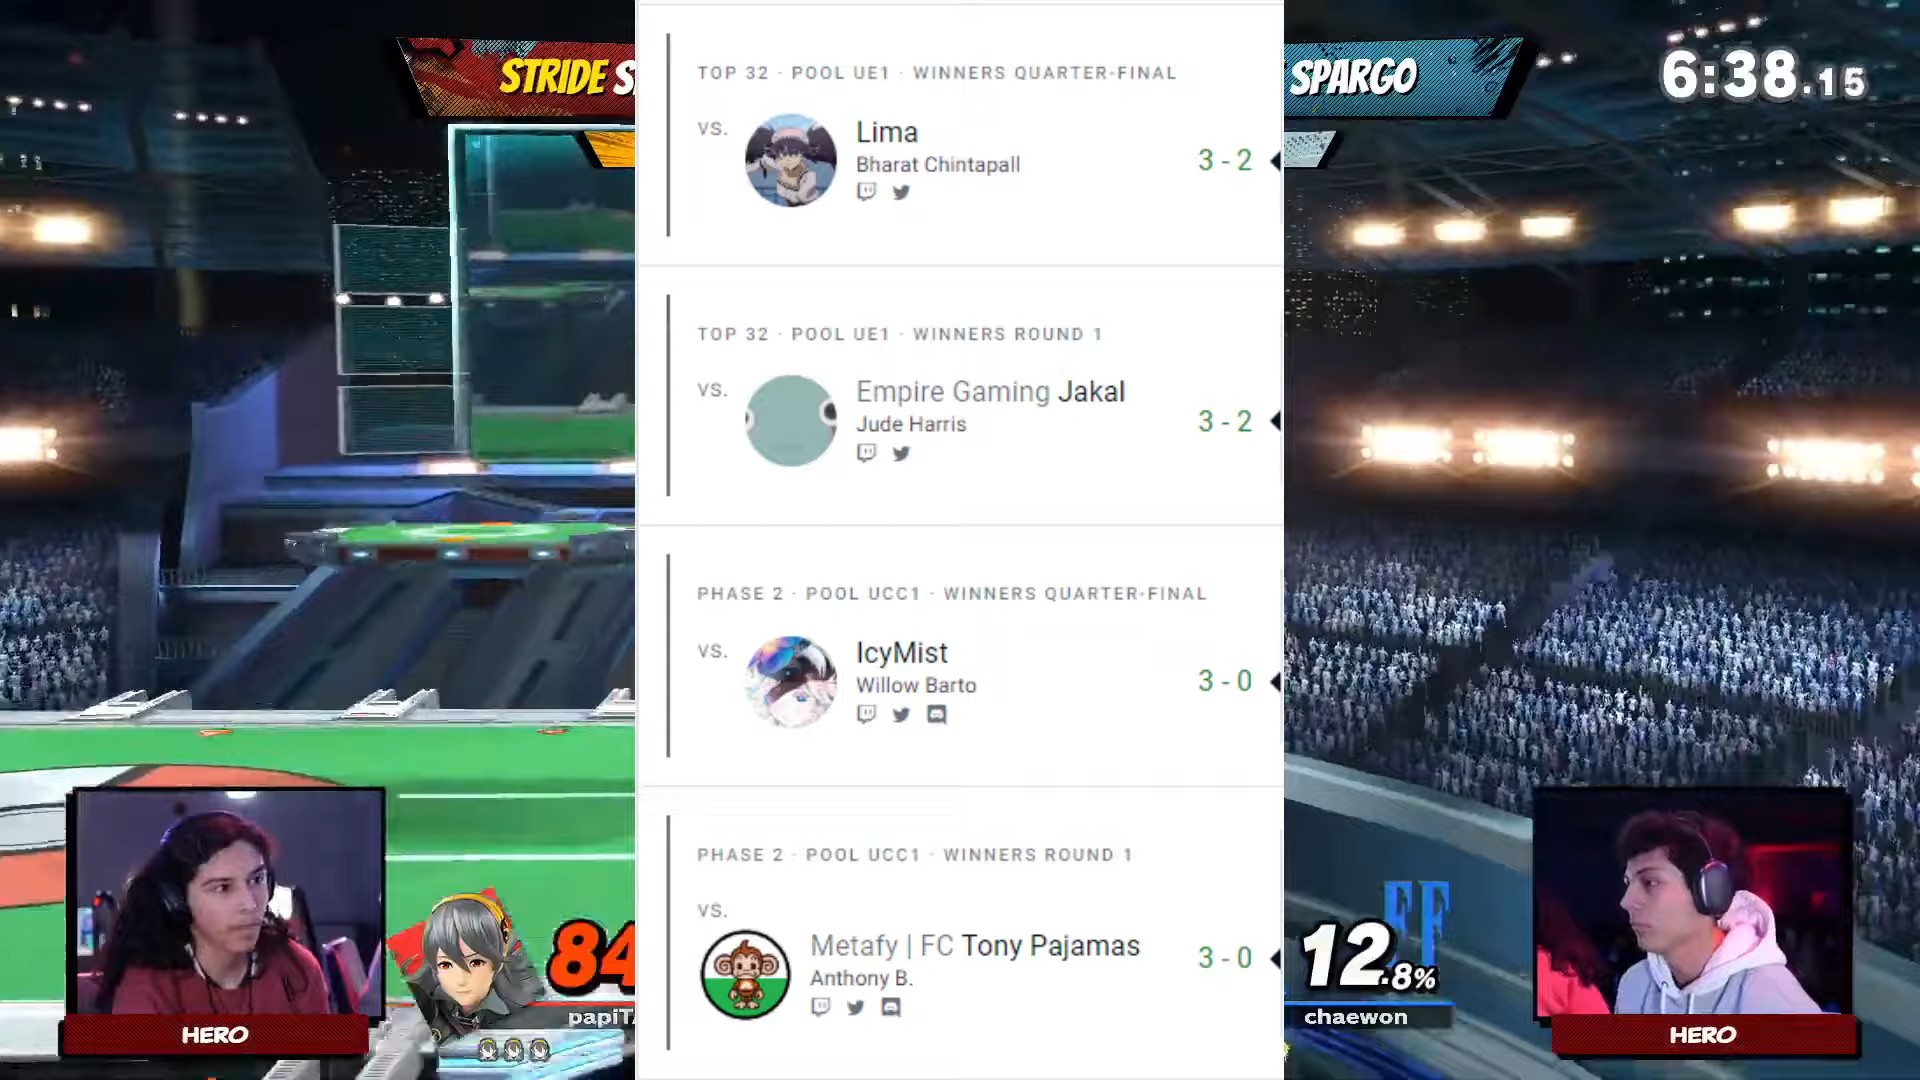 STRIDE S
SPARGO
6:38.15
TOP 32 · POOL UE1 · WINNERS QUARTER-FINAL
VS.
Lima
Bharat Chintapall
3 - 2
TOP 32 · POOL UE1 · WINNERS ROUND 1
VS.
Empire Gaming Jakal
Jude Harris
3 - 2
PHASE 2 · POOL UCC1 · WINNERS QUARTER-FINAL
VS.
IcyMist
Willow Barto
3 - 0
PHASE 2 · POOL UCC1 · WINNERS ROUND 1
VS.
Metafy | FC Tony Pajamas
Anthony B.
3 - 0
84
papiT
12.8%
chaewon
HERO
HERO